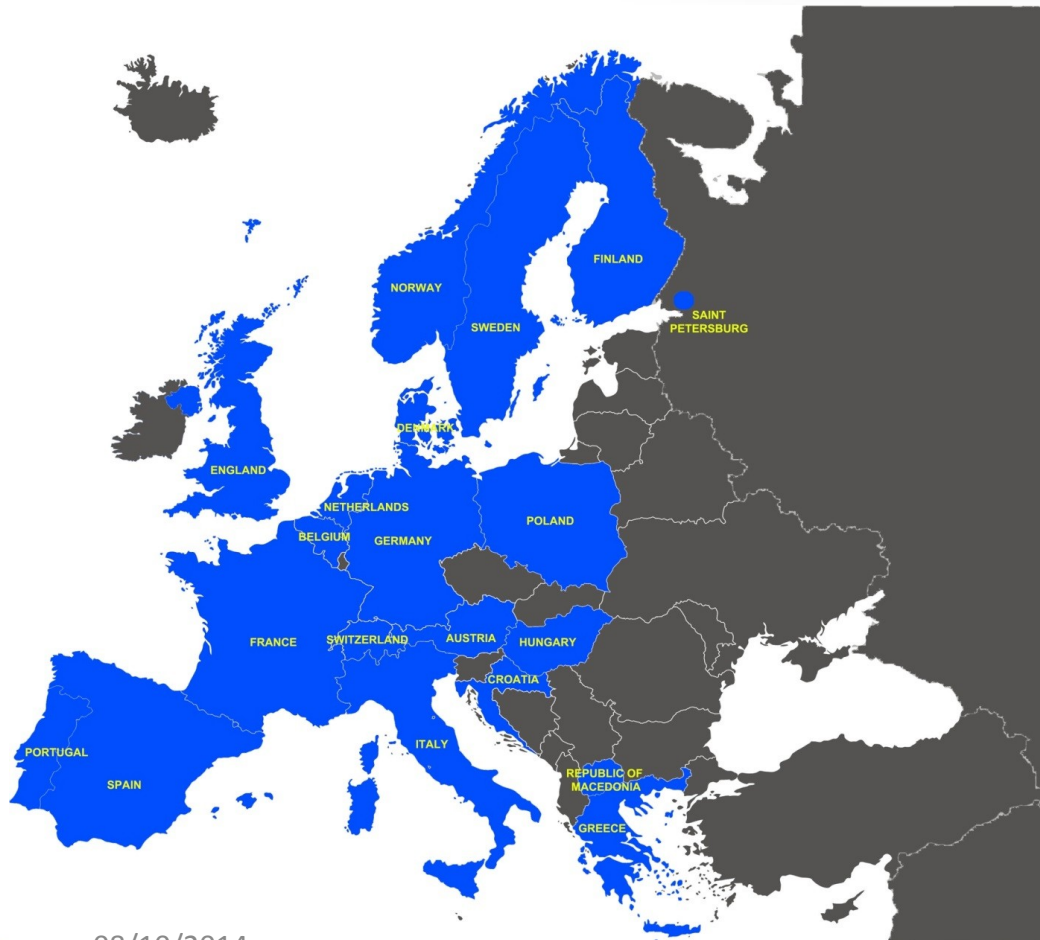 FINLAND
NORWAY
SAINT
PETERSBURG
SWEDEN
DENMARK
ENGLAND
NETHERLANDS
POLAND
BELGIUM
GERMANY
FRANCE
SWITZERLAND
AUSTRIA
HUNGARY
CROATIA
ITALY
PORTUGAL
SPAIN
REPUBLIC OF
MACEDONIA
GREECE